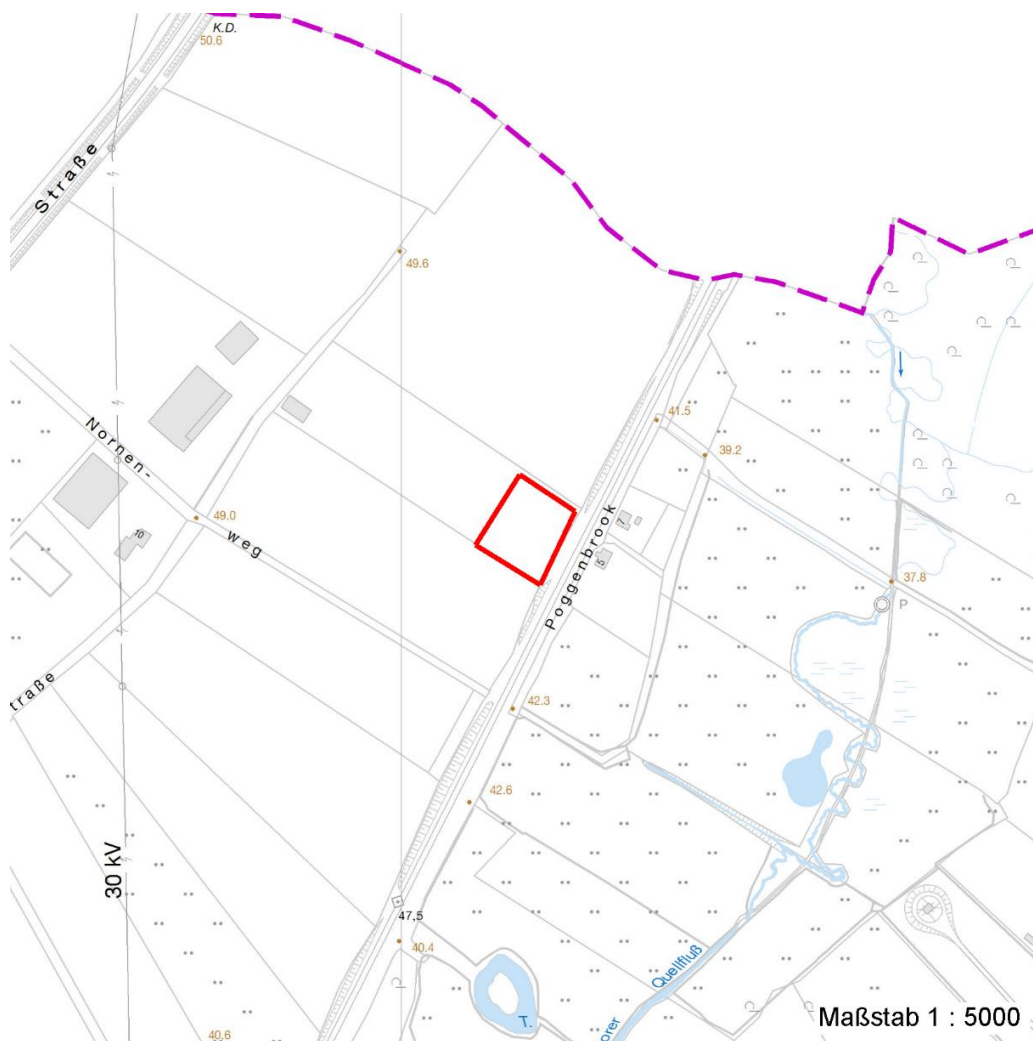 K.D.
50.6
Straße
49.6
41.5
Nornen-
39.2
49.0
10
weg
7
5
Poggenbrook
37.8
P
traße
42.3
42.6
30 kV
47,5
40.4
Quellfluß
T.
orer
40.6
Maßstab 1 : 5000